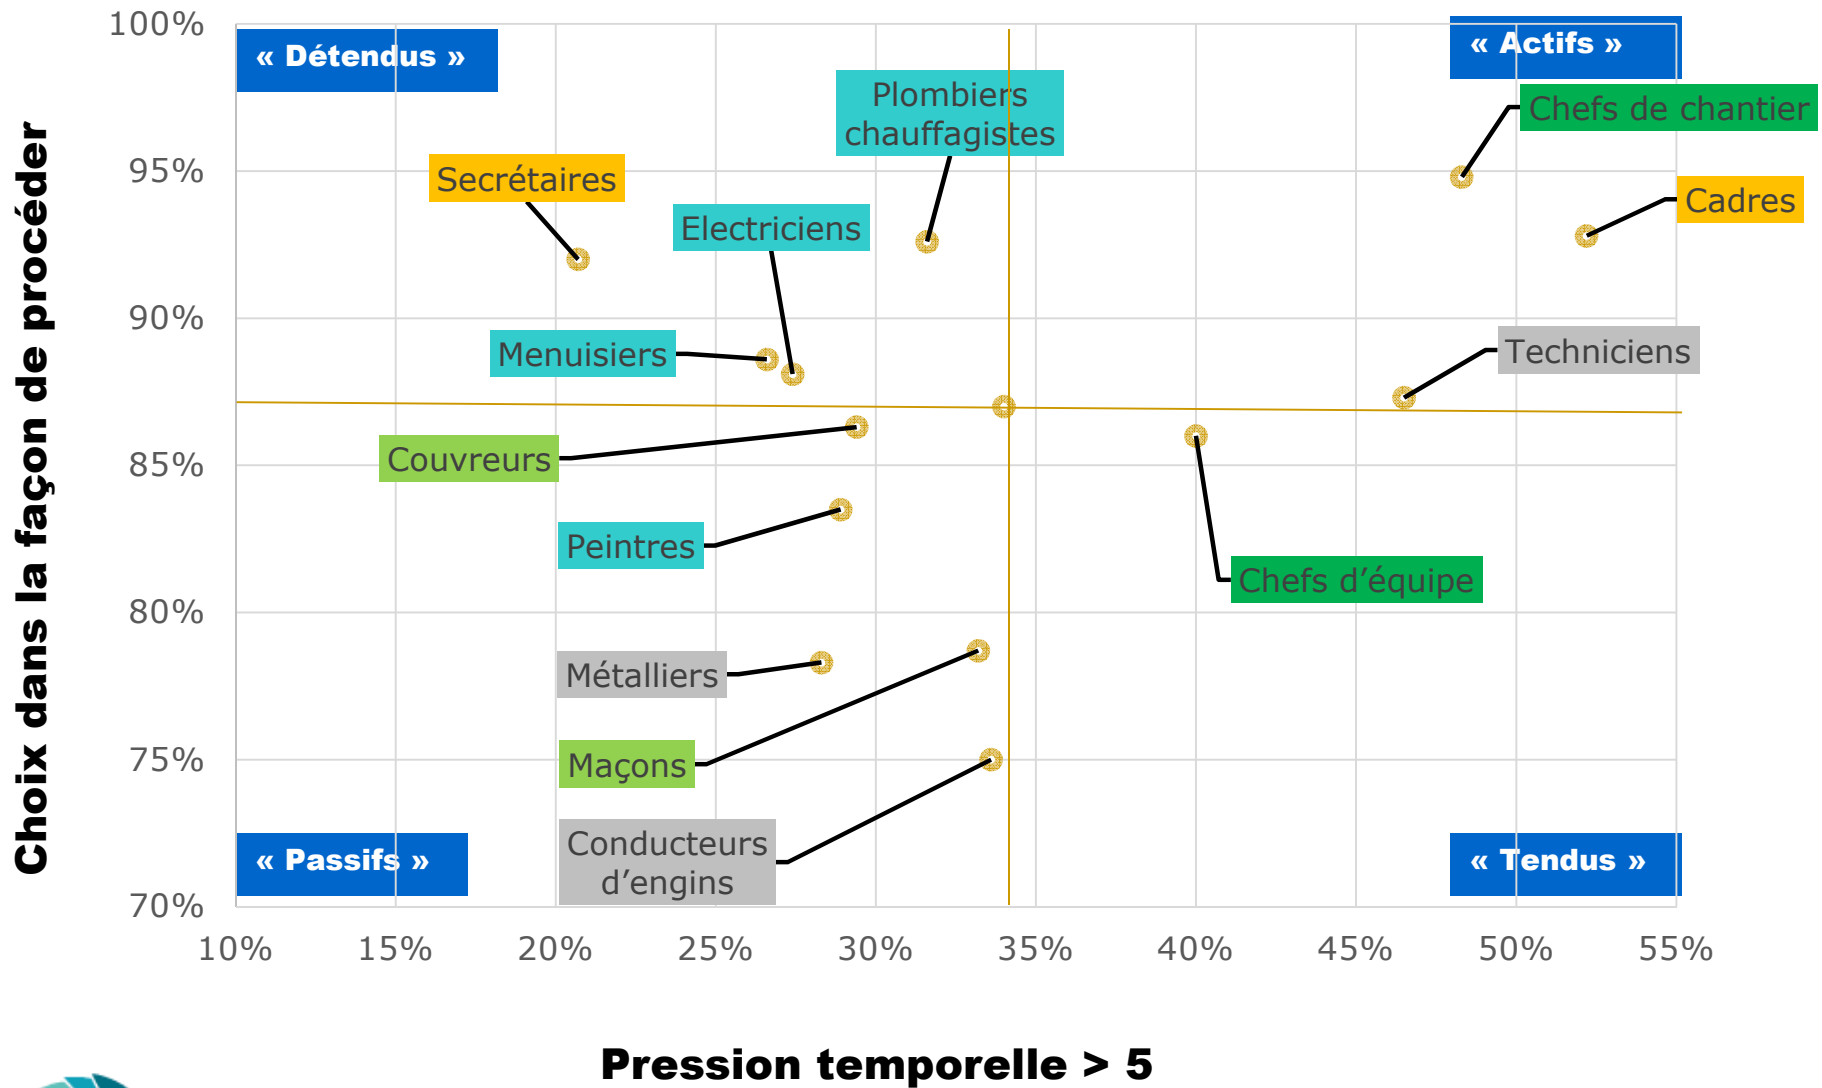 Choix dans la façon de procéder
100%
95%
90%
85%
80%
75%
70%
« Détendus »
« Actifs »
Plombiers
chauffagistes
Chefs de chantier
Secrétaires
Cadres
Electriciens
Menuisiers
Techniciens
Couvreurs
Peintres
Chefs d’équipe
Métalliers
Maçons
Conducteurs
d’engins
« Passifs »
« Tendus »
10%
15%
20%
25%
30%
35%
40%
45%
50%
55%
Pression temporelle > 5